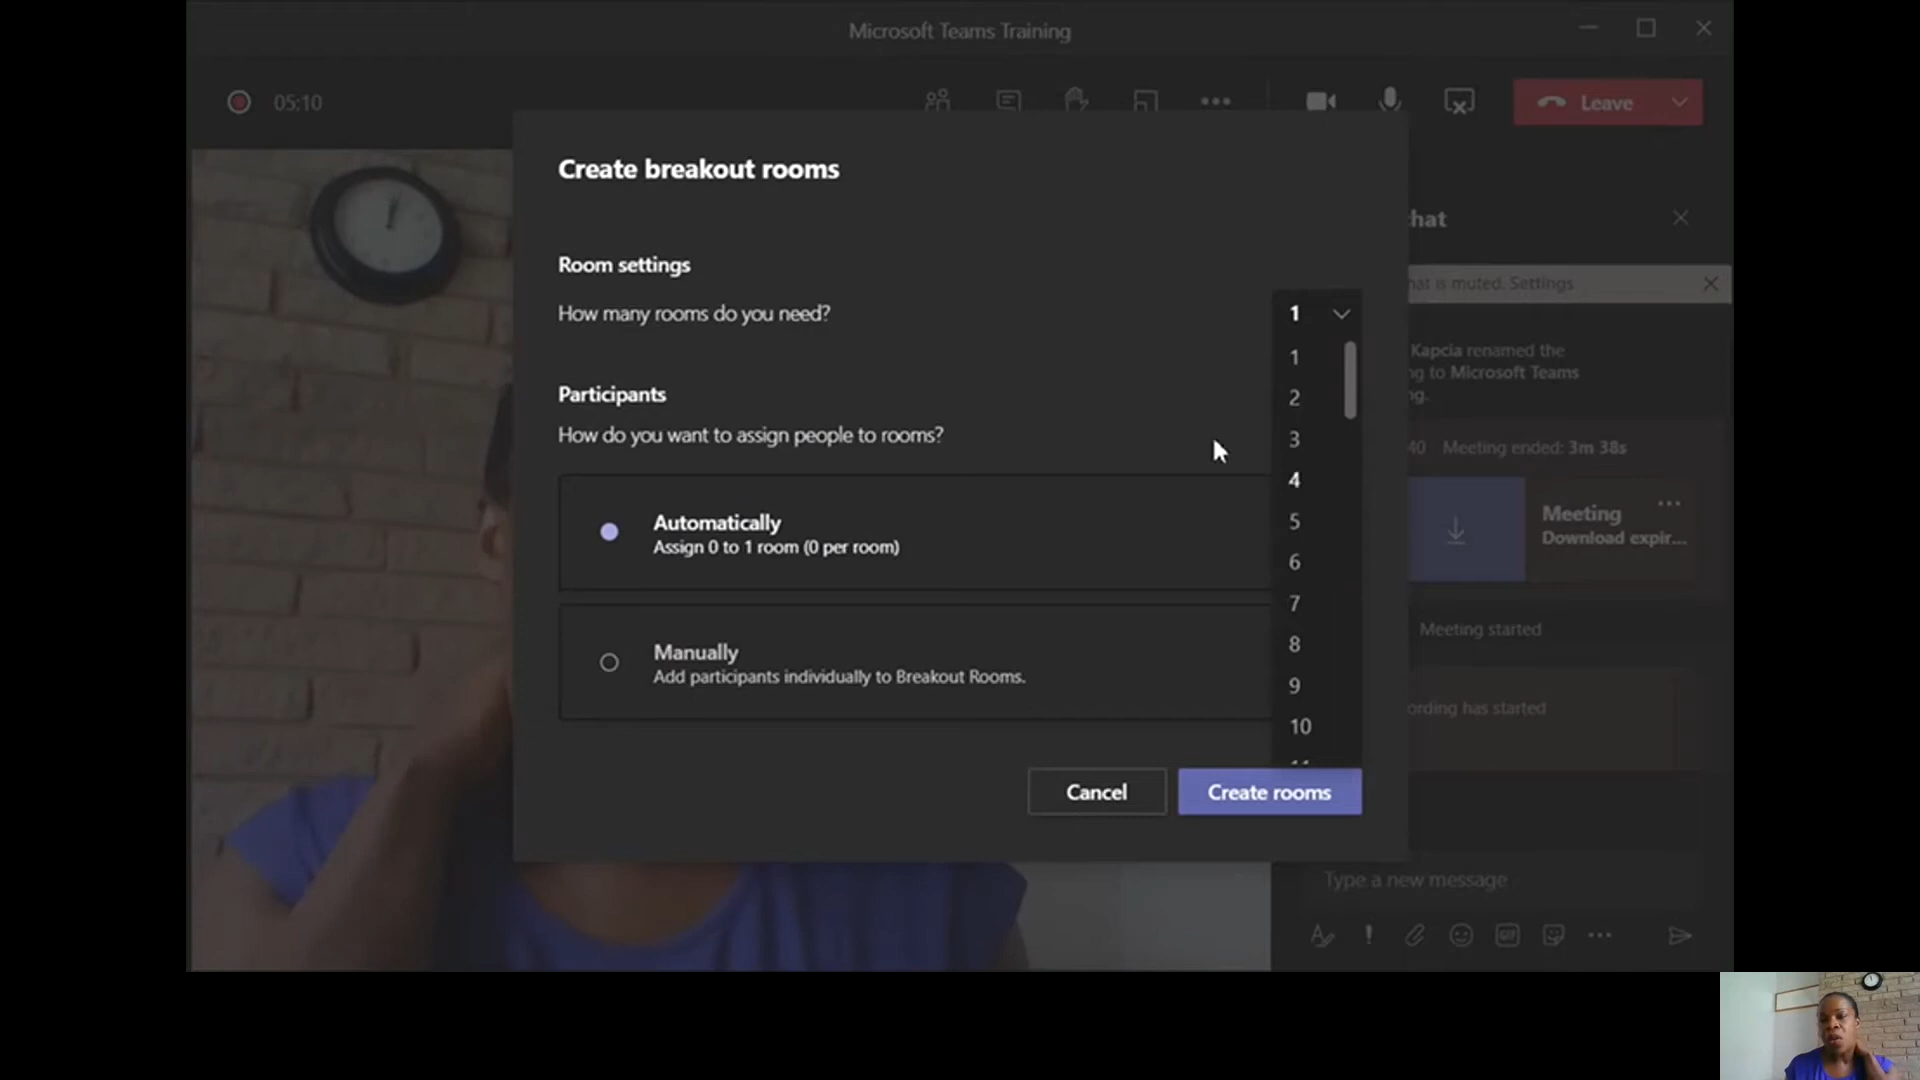 Microsoft Teams Training
05:10
Leave
Create breakout rooms
Room settings
How many rooms do you need?
1
1
2
3
4
5
6
7
8
9
10
Participants
How do you want to assign people to rooms?
Automatically
Assign 0 to 1 room (0 per room)
Manually
Add participants individually to Breakout Rooms.
Cancel
Create rooms
hat
hat is muted. Settings
Kapcia renamed the
g to Microsoft Teams
ng.
40 Meeting ended: 3m 38s
Meeting
Download expir...
Meeting started
ording has started
Type a new message
GIF